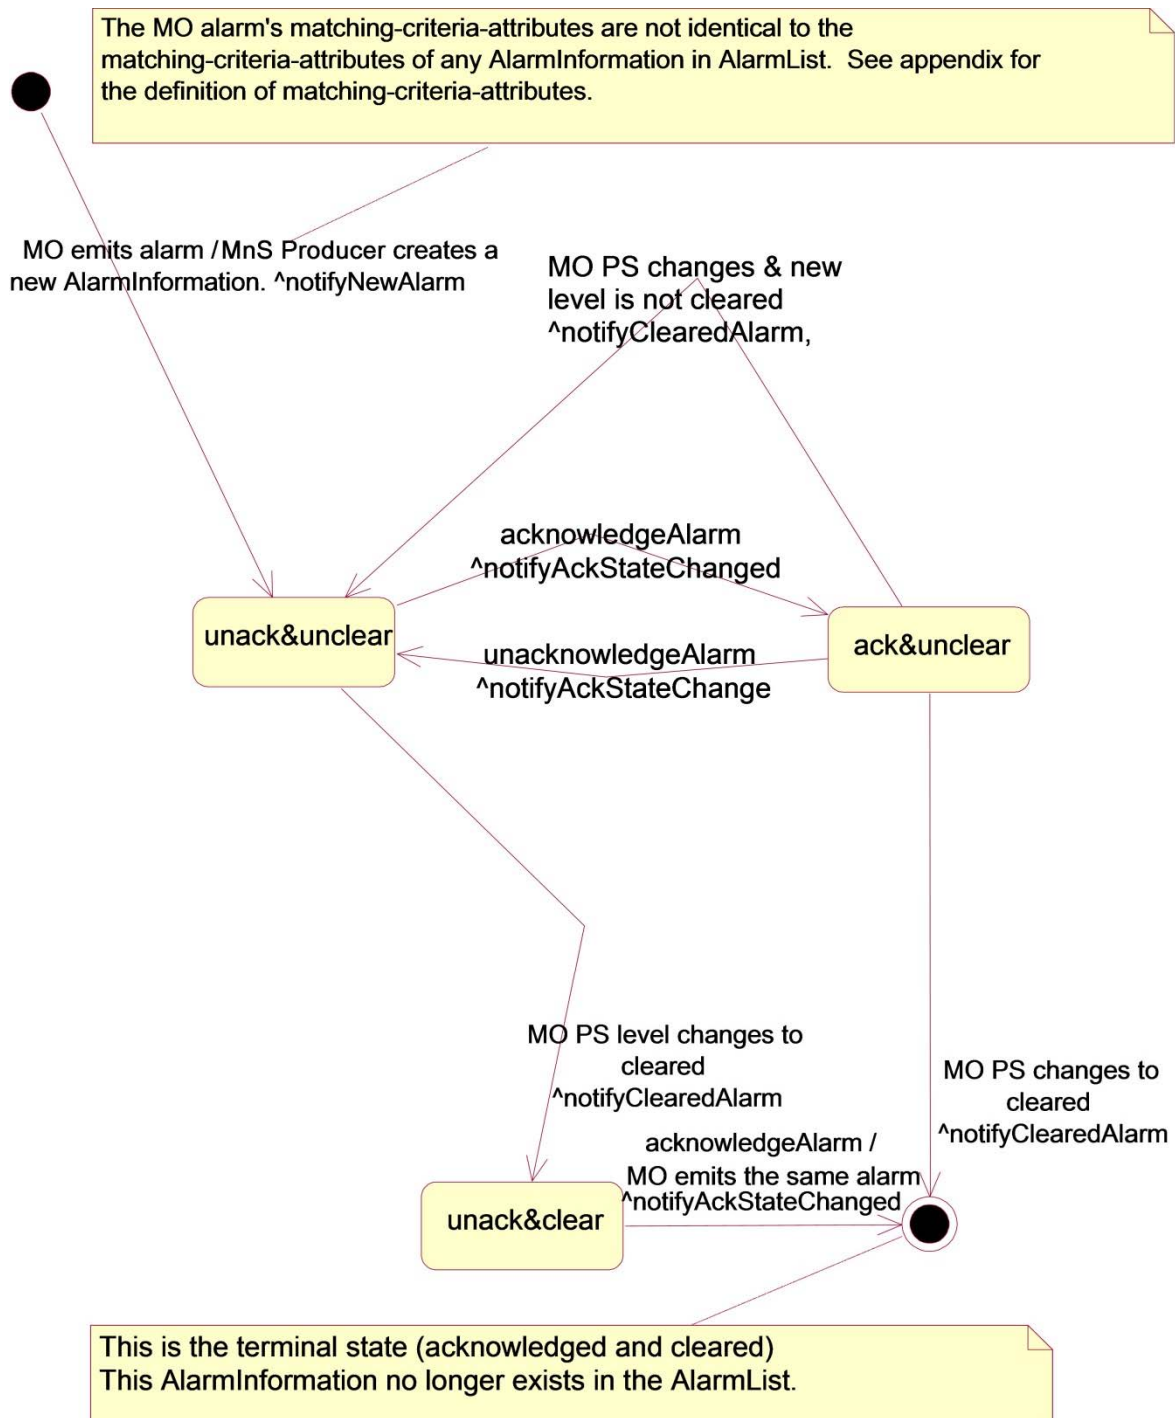 The MO alarm's matching-criteria-attributes are not identical to the
matching-criteria-attributes of any AlarmInformation in AlarmList.  See appendix for
the definition of matching-criteria-attributes.
MO emits alarm / MnS Producer creates a
new AlarmInformation. ^notifyNewAlarm
MO PS changes & new
level is not cleared
^notifyClearedAlarm,
acknowledgeAlarm
^notifyAckStateChanged
unack&unclear
ack&unclear
unacknowledgeAlarm
^notifyAckStateChange
MO PS level changes to
cleared
^notifyClearedAlarm
MO PS changes to
cleared
^notifyClearedAlarm
acknowledgeAlarm /
MO emits the same alarm
^notifyAckStateChanged
unack&clear
This is the terminal state (acknowledged and cleared)
This AlarmInformation no longer exists in the AlarmList.